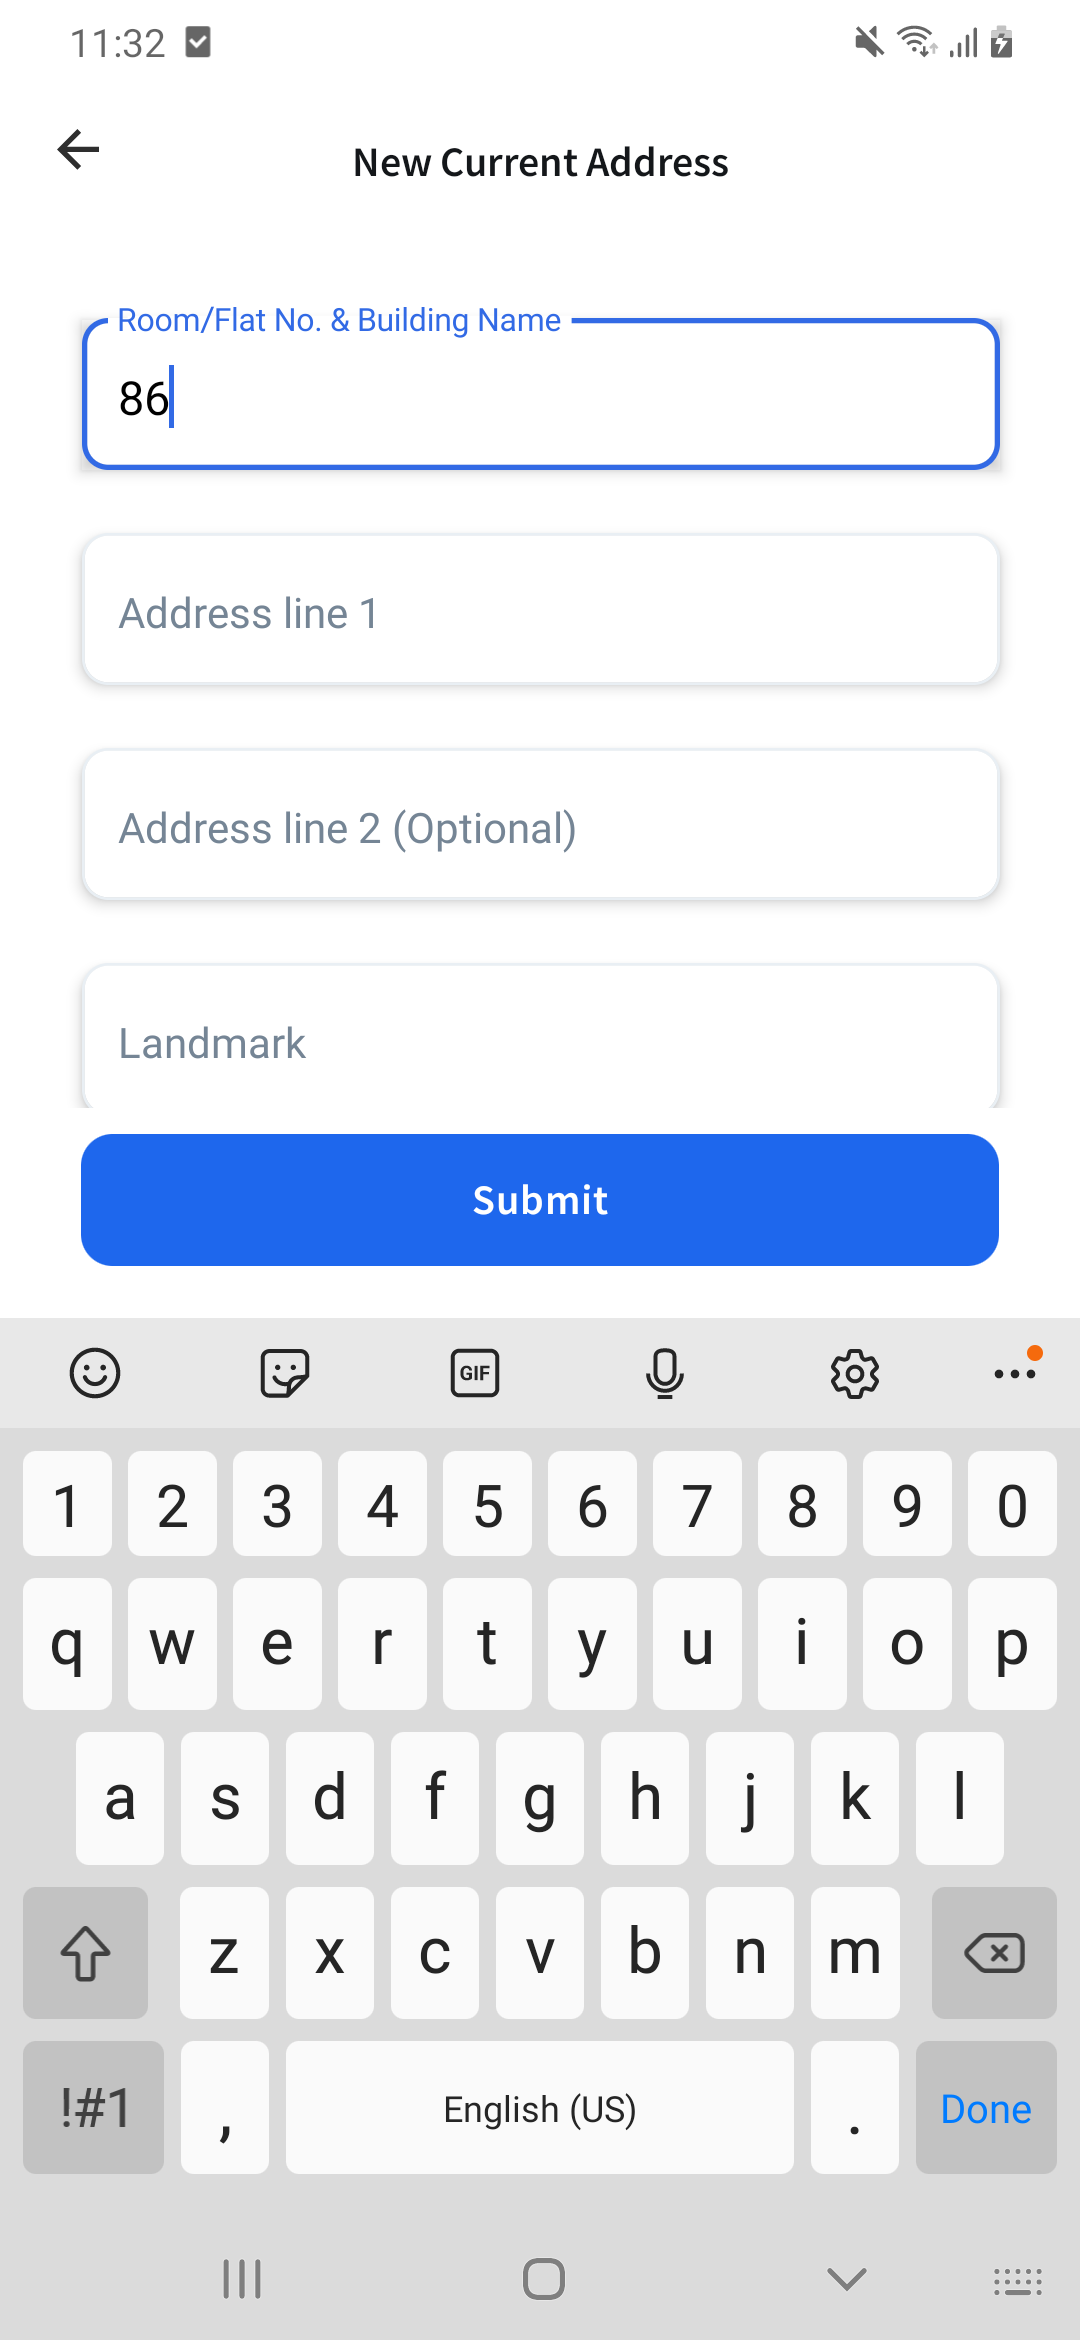 11:32
New Current Address
Room/Flat No. & Building Name
86
Address line 1
Address line 2 (Optional)
Landmark
Submit
GIF
1 2 3 4 5 6 7 8 9 0
q w e r t y u i o p
a s d f g h j k l
z x c v b n m
!#1 , English (US) . Done